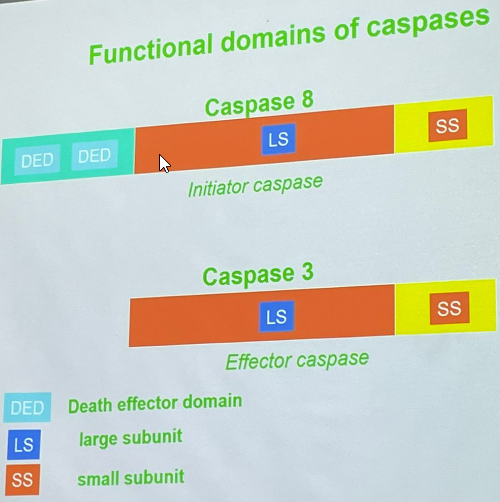 Functional domains of caspases
Caspase 8
DED DED LS SS
Initiator caspase
Caspase 3
LS SS
Effector caspase
DED Death effector domain
LS large subunit
SS small subunit